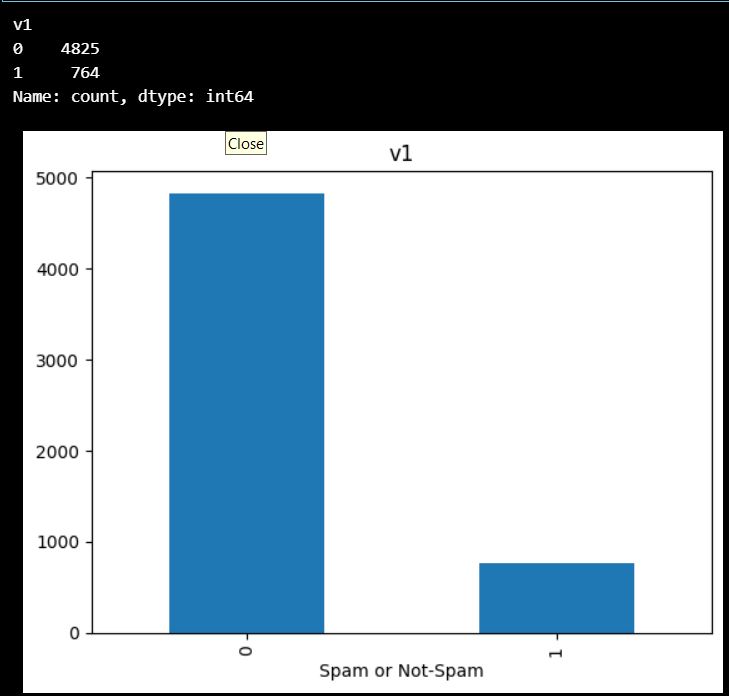 v1
0    4825
1     764
Name: count, dtype: int64
Close
v1
5000
4000
3000
2000
1000
0
0
1
Spam or Not-Spam